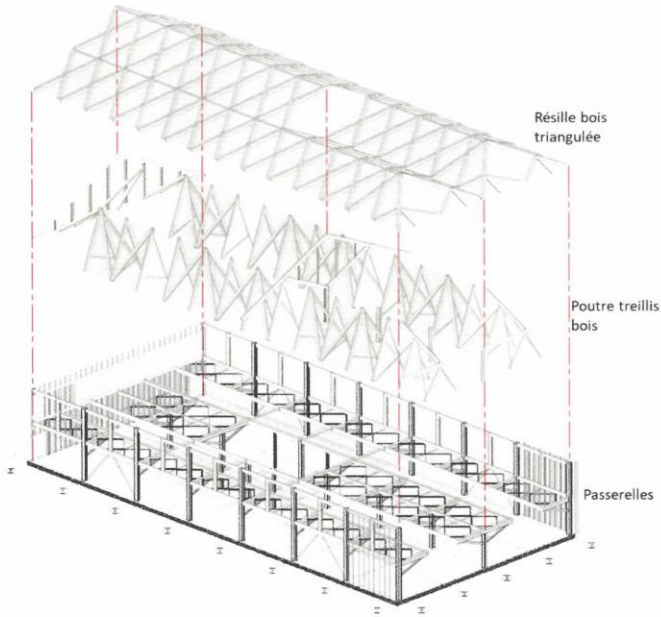 Résille bois
triangulée
Poutre treillis
bois
Passerelles